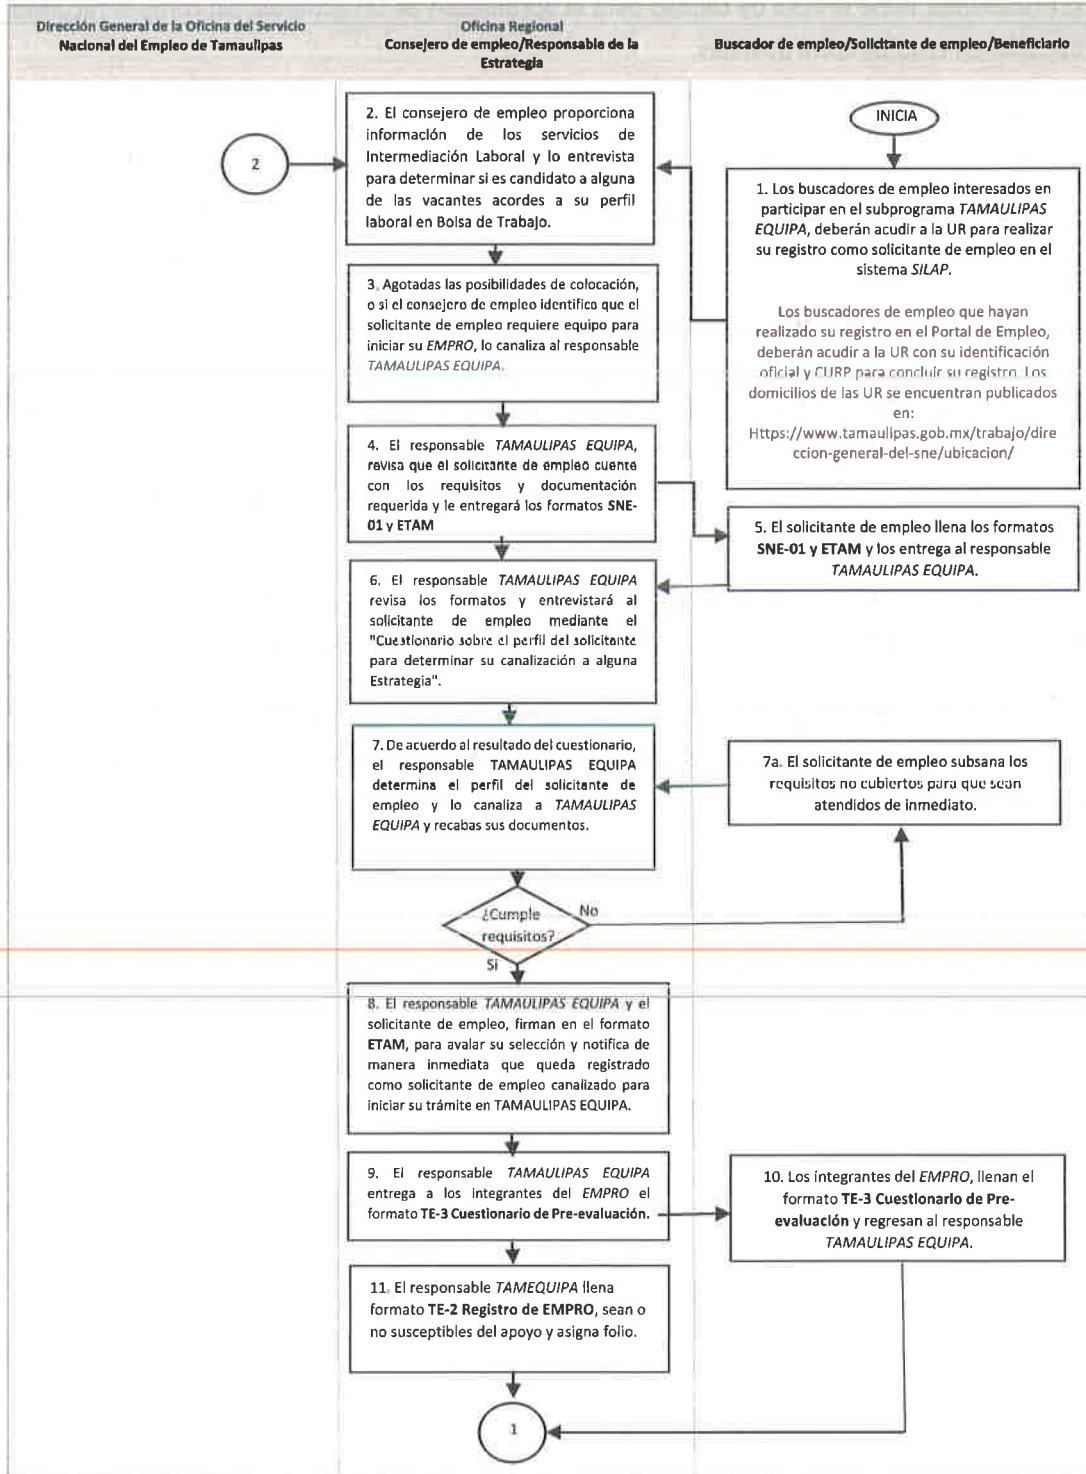 Dirección General de la Oficina del Servicio
Nacional del Empleo de Tamaulipas
Oficina Regional
Consejero de empleo/Responsable de la
Estrategia
Buscador de empleo/Solicitante de empleo/Beneficiario
INICIA
1. Los buscadores de empleo interesados en
participar en el subprograma TAMAULIPAS
EQUIPA, deberán acudir a la UR para realizar
su registro como solicitante de empleo en el
sistema SILAP.
Los buscadores de empleo que hayan
realizado su registro en el Portal de Empleo,
deberán acudir a la UR con su identificación
oficial y CURP para concluir su registro. Los
domicilios de las UR se encuentran publicados
en:
Https://www.tamaulipas.gob.mx/trabajo/dire
ccion-general-del-sne/ubicacion/
2
2. El consejero de empleo proporciona
información de los servicios de
Intermediación Laboral y lo entrevista
para determinar si es candidato a alguna
de las vacantes acordes a su perfil
laboral en Bolsa de Trabajo.
3. Agotadas las posibilidades de colocación,
o si el consejero de empleo identifica que el
solicitante de empleo requiere equipo para
iniciar su EMPRO, lo canaliza al responsable
TAMAULIPAS EQUIPA.
4. El responsable TAMAULIPAS EQUIPA,
revisa que el solicitante de empleo cuente
con los requisitos y documentación
requerida y le entregará los formatos SNE-
01 y ETAM
5. El solicitante de empleo llena los formatos
SNE-01 y ETAM y los entrega al responsable
TAMAULIPAS EQUIPA.
6. El responsable TAMAULIPAS EQUIPA
revisa los formatos y entrevistará al
solicitante de empleo mediante el
"Cuestionario sobre el perfil del solicitante
para determinar su canalización a alguna
Estrategia".
7. De acuerdo al resultado del cuestionario,
el responsable TAMAULIPAS EQUIPA
determina el perfil del solicitante de
empleo y lo canaliza a TAMAULIPAS
EQUIPA y recabas sus documentos.
7a. El solicitante de empleo subsana los
requisitos no cubiertos para que sean
atendidos de inmediato.
¿Cumple
requisitos?
No
Si
8. El responsable TAMAULIPAS EQUIPA y el
solicitante de empleo, firman en el formato
ETAM, para avalar su selección y notifica de
manera inmediata que queda registrado
como solicitante de empleo canalizado para
iniciar su trámite en TAMAULIPAS EQUIPA.
9. El responsable TAMAULIPAS EQUIPA
entrega a los integrantes del EMPRO el
formato TE-3 Cuestionario de Pre-evaluación.
10. Los integrantes del EMPRO, llenan el
formato TE-3 Cuestionario de Pre-
evaluación y regresan al responsable
TAMAULIPAS EQUIPA.
11. El responsable TAMEQUIPA llena
formato TE-2 Registro de EMPRO, sean o
no susceptibles del apoyo y asigna folio.
1